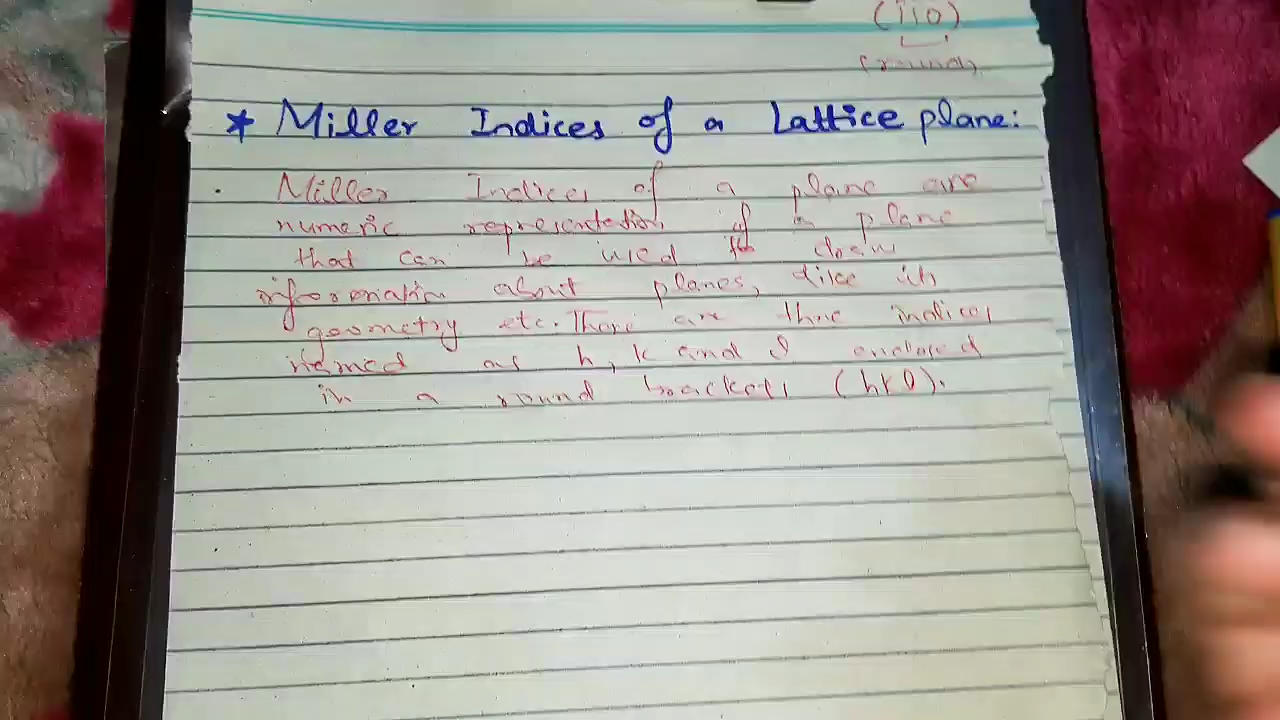 (110)
(round)
* Miller Indices of a Lattice plane:
. Miller Indices of a plane are
numeric representation of a plane
that can be used to draw
information about planes, like its
geometry etc. There are three indices
named as h, k and l enclosed
in a round brackets (hkl).